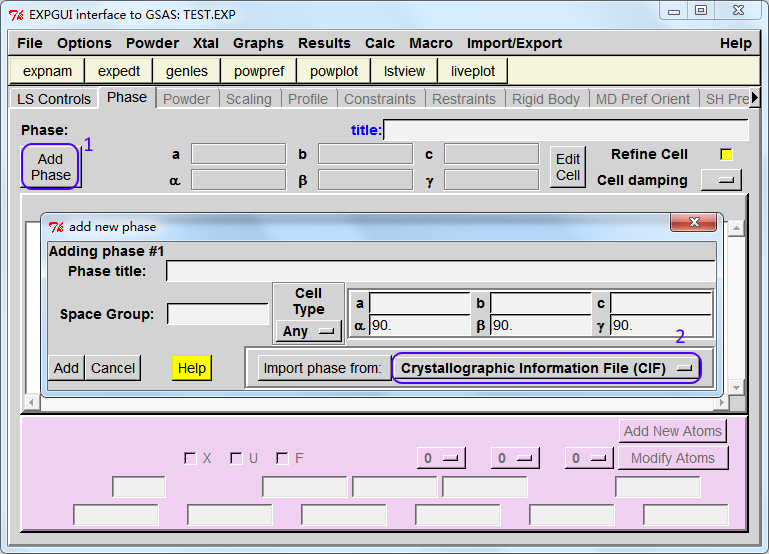 EXPGUI interface to GSAS: TEST.EXP
File Options Powder Xtal Graphs Results Calc Macro Import/Export Help
expnam expedt genles powpref powplot lstview liveplot
LS Controls Phase Powder Scaling Profile Constraints Restraints Rigid Body MD Pref Orient SH Pre
Phase: title:
1
Add Phase a b c Edit Cell Refine Cell
α β γ Cell damping
add new phase
Adding phase #1
Phase title:
Space Group: Cell Type a b c
Any α 90. β 90. γ 90.
2
Add Cancel Help Import phase from: Crystallographic Information File (CIF)
Add New Atoms
X U F 0 0 0 Modify Atoms